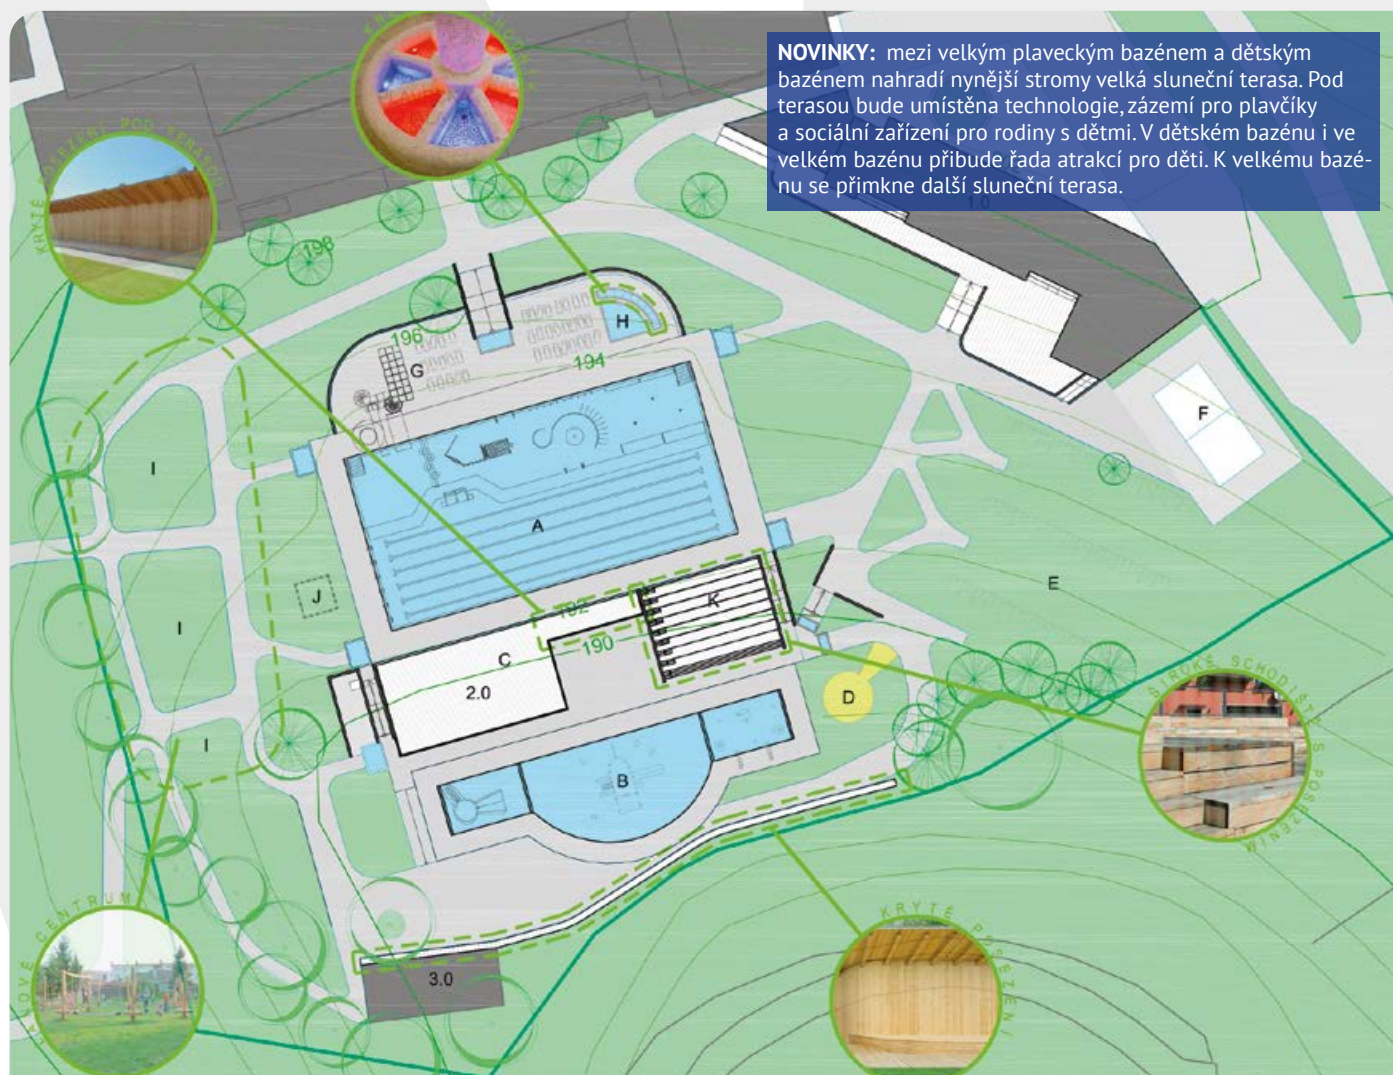 NOVINKY: mezi velkým plaveckým bazénem a dětským
bazénem nahradí nynější stromy velká sluneční terasa. Pod
terasou bude umístěna technologie, zázemí pro plavčíky
a sociální zařízení pro rodiny s dětmi. V dětském bazénu i ve
velkém bazénu přibude řada atrakcí pro děti. K velkému bazé-
nu se přimkne další sluneční terasa.
KRYTÉ POSEZENÍ POD TERASOU
1.0
198
196
194
H
G
F
I
A
J
E
192
K
190
C
2.0
I
D
I
B
ŠIROKÉ SCHODIŠTĚ S POSEZENÍM
LANOVÉ CENTRUM
KRYTÉ POSEZENÍ
3.0